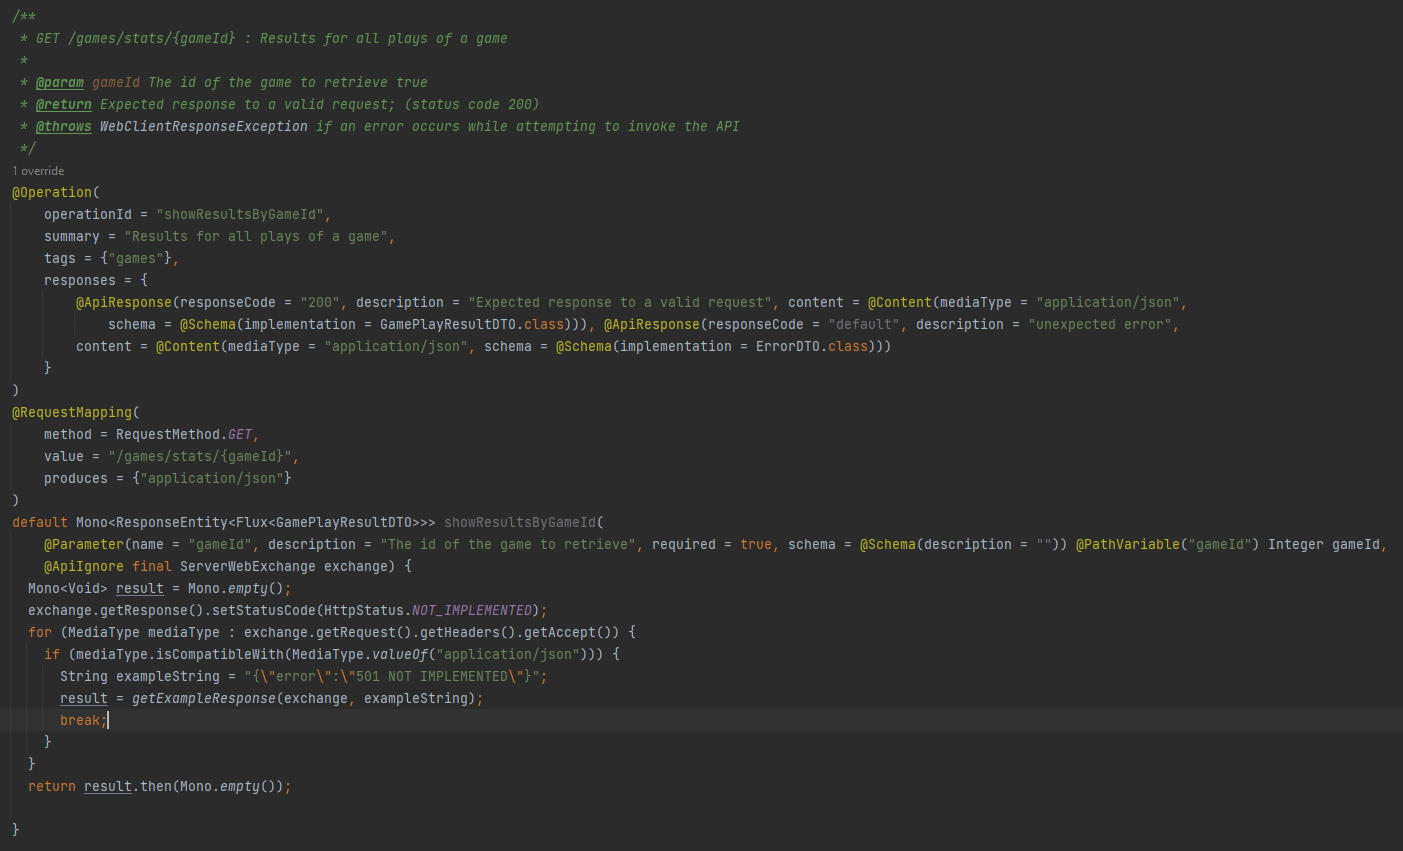 /**
 * GET /games/stats/{gameId} : Results for all plays of a game
 *
 * @param gameId The id of the game to retrieve true
 * @return Expected response to a valid request; (status code 200)
 * @throws WebClientResponseException if an error occurs while attempting to invoke the API
 */
1 override
@Operation(
    operationId = "showResultsByGameId",
    summary = "Results for all plays of a game",
    tags = {"games"},
    responses = {
        @ApiResponse(responseCode = "200", description = "Expected response to a valid request", content = @Content(mediaType = "application/json",
            schema = @Schema(implementation = GamePlayResultDTO.class))), @ApiResponse(responseCode = "default", description = "unexpected error",
        content = @Content(mediaType = "application/json", schema = @Schema(implementation = ErrorDTO.class)))
    }
)
@RequestMapping(
    method = RequestMethod.GET,
    value = "/games/stats/{gameId}",
    produces = {"application/json"}
)
default Mono<ResponseEntity<Flux<GamePlayResultDTO>>> showResultsByGameId(
    @Parameter(name = "gameId", description = "The id of the game to retrieve", required = true, schema = @Schema(description = "")) @PathVariable("gameId") Integer gameId,
    @ApiIgnore final ServerWebExchange exchange) {
  Mono<Void> result = Mono.empty();
  exchange.getResponse().setStatusCode(HttpStatus.NOT_IMPLEMENTED);
  for (MediaType mediaType : exchange.getRequest().getHeaders().getAccept()) {
    if (mediaType.isCompatibleWith(MediaType.valueOf("application/json"))) {
      String exampleString = "{\"error\":\"501 NOT IMPLEMENTED\"}";
      result = getExampleResponse(exchange, exampleString);
      break;
    }
  }
  return result.then(Mono.empty());

}